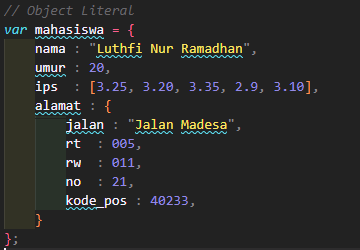 // Object Literal
var mahasiswa = {
nama : "Luthfi Nur Ramadhan",
umur : 20,
ips : [3.25, 3.20, 3.35, 2.9, 3.10],
alamat : {
jalan : "Jalan Madesa",
rt : 005,
rw : 011,
no : 21,
kode_pos : 40233,
}
};